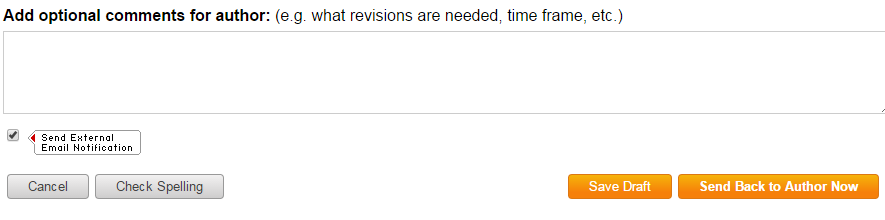 Add optional comments for author: (e.g. what revisions are needed, time frame, etc.)
Send External
Email Notification
Cancel
Check Spelling
Save Draft
Send Back to Author Now